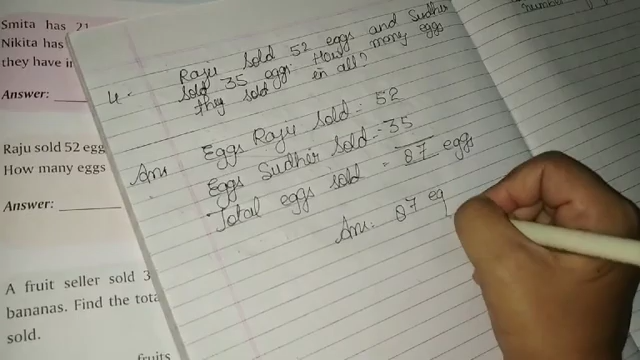 Smita has 21
Nikita has
they have in
Answer:
Raju sold 52 egg
How many eggs
Answer:
A fruit seller sold 3
bananas. Find the tota
sold.
fruits
4.- Raju sold 52 eggs and Sudhir
sold 35 eggs. How many eggs
they sold in all?
Ans Eggs Raju sold = 52
Eggs Sudhir sold = 35
Total eggs sold = 87 eggs
Ans. 87 eg
number